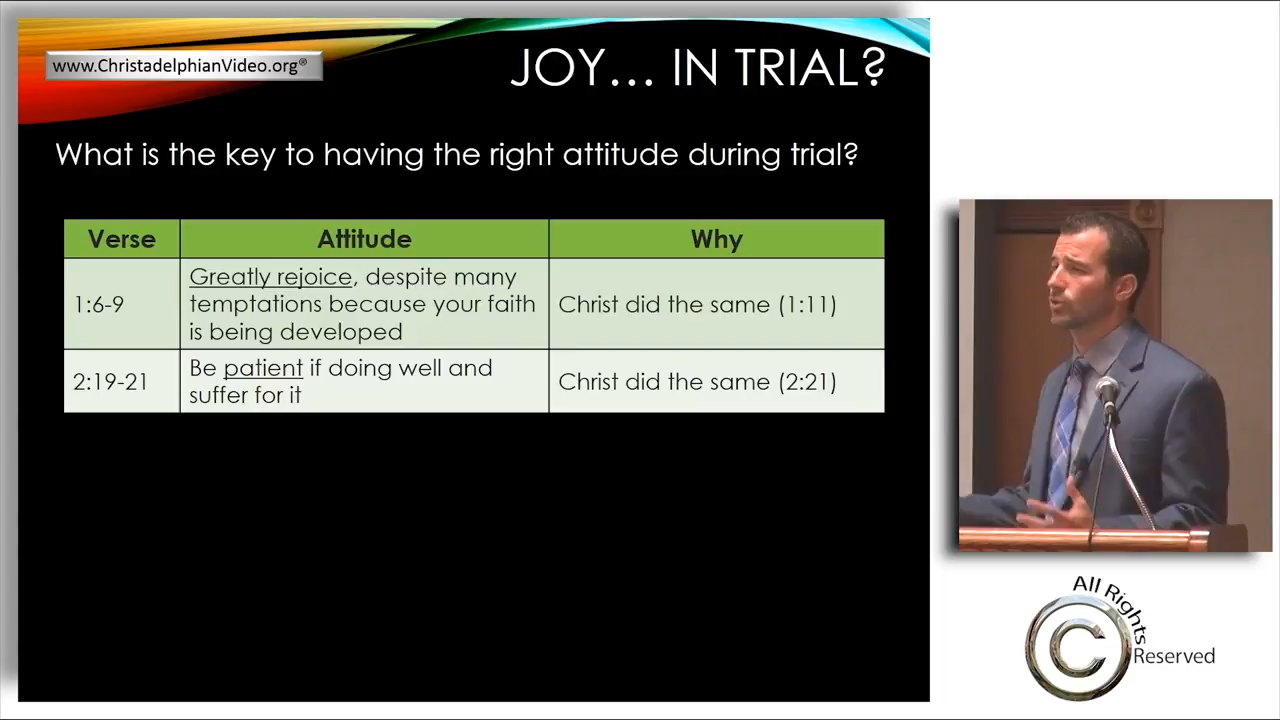 www.ChristadelphianVideo.org®
JOY... IN TRIAL?
What is the key to having the right attitude during trial?
Verse
Attitude
Why
1:6-9
Greatly rejoice, despite many
temptations because your faith
is being developed
Christ did the same (1:11)
2:19-21
Be patient if doing well and
suffer for it
Christ did the same (2:21)
All Rights
C
Reserved